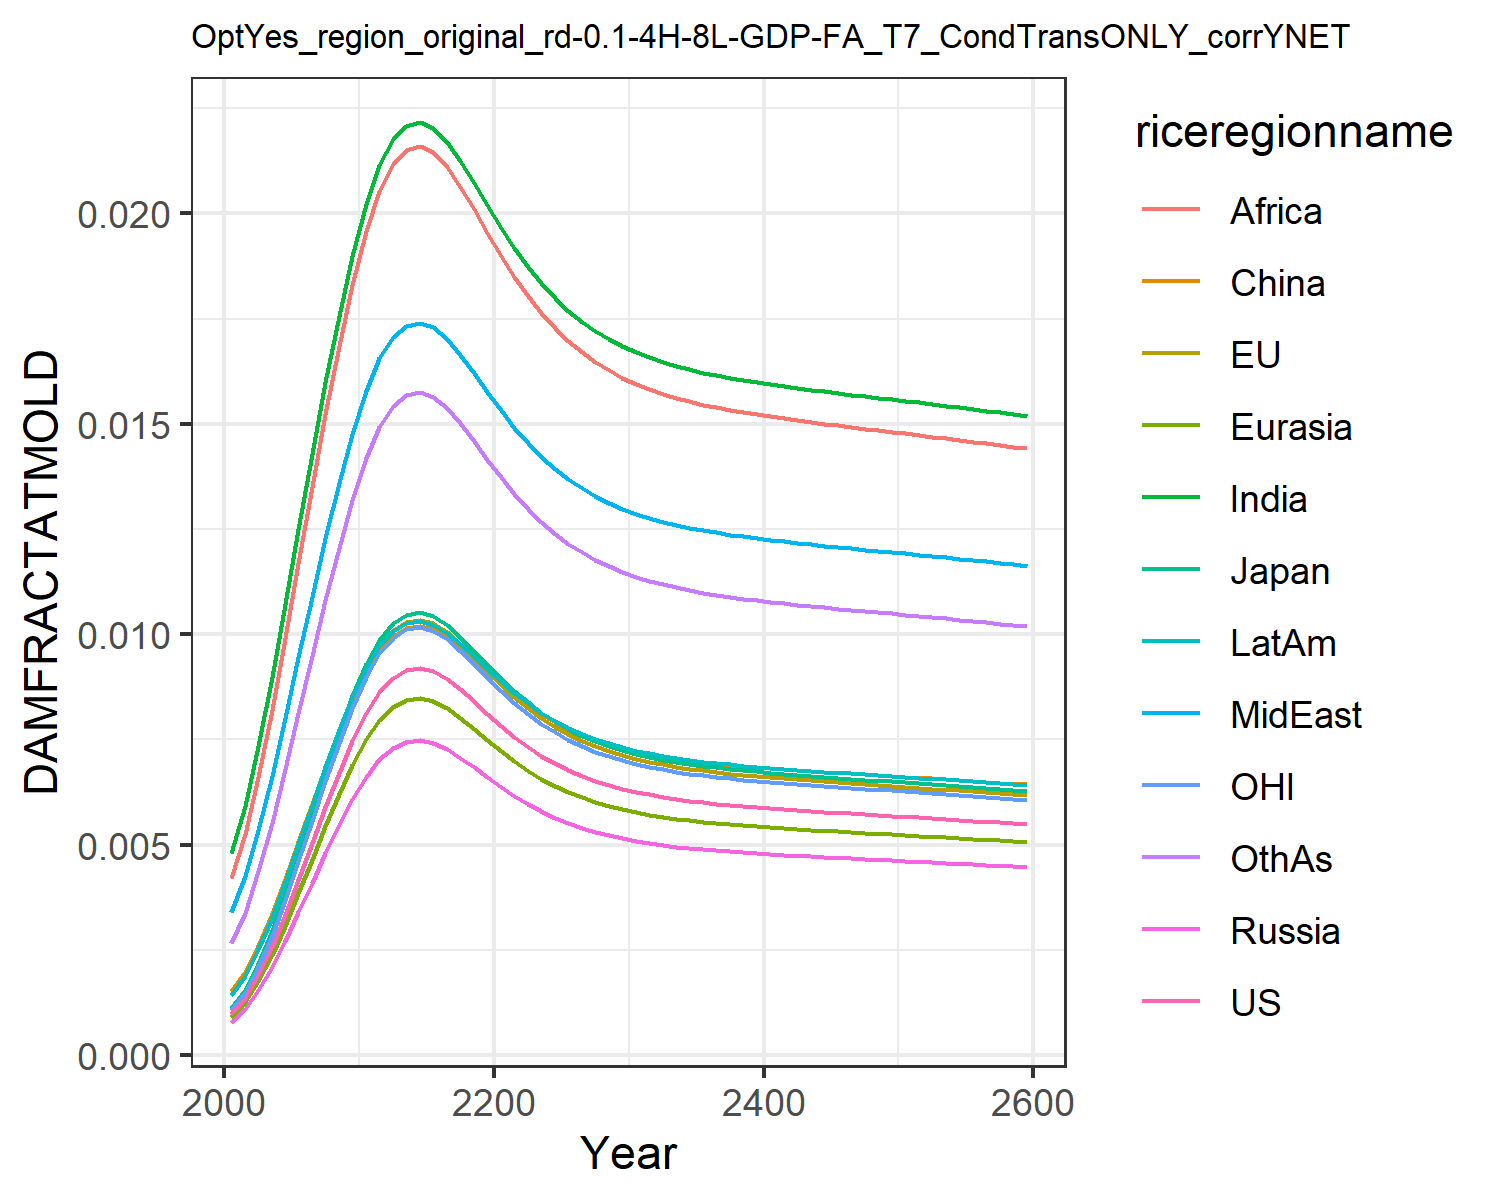 OptYes_region_original_rd-0.1-4H-8L-GDP-FA_T7_CondTransONLY_corrYNET
DAMFRACTATMOLD
0.020
0.015
0.010
0.005
0.000
2000 2200 2400 2600
Year
riceregionname
Africa
China
EU
Eurasia
India
Japan
LatAm
MidEast
OHI
OthAs
Russia
US